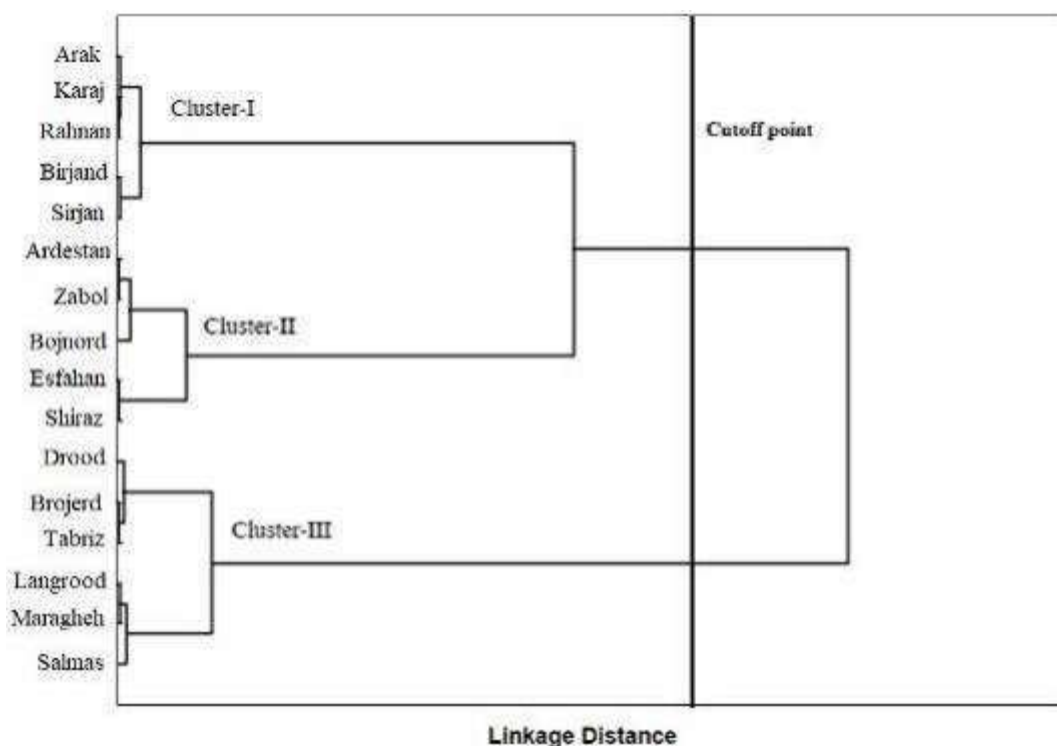 Arak
Karaj
Cluster-I
Rahnan
Cutoff point
Birjand
Sirjan
Ardestan
Zabol
Cluster-II
Bojnord
Esfahan
Shiraz
Drood
Brojerd
Cluster-III
Tabriz
Langrood
Maragheh
Salmas
Linkage Distance